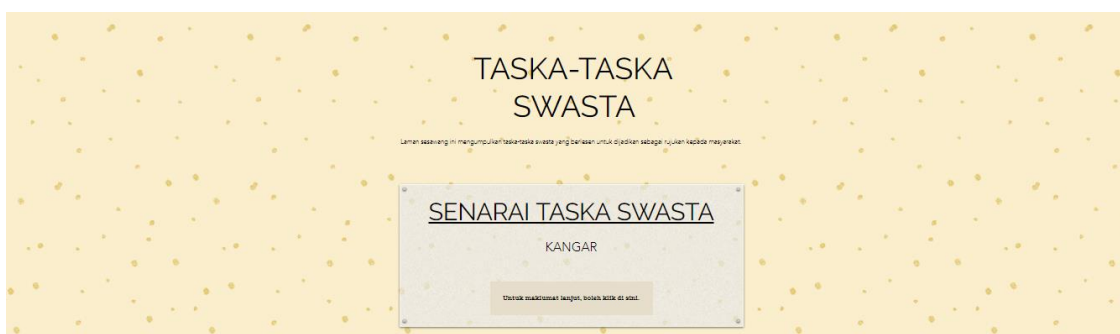 TASKA-TASKA
SWASTA
Laman sesawang ini mengumpulkan taska-taska swasta yang berlesen untuk dijadikan sebagai rujukan kepada masyarakat.
SENARAI TASKA SWASTA
KANGAR
Untuk maklumat lanjut, boleh klik di sini.